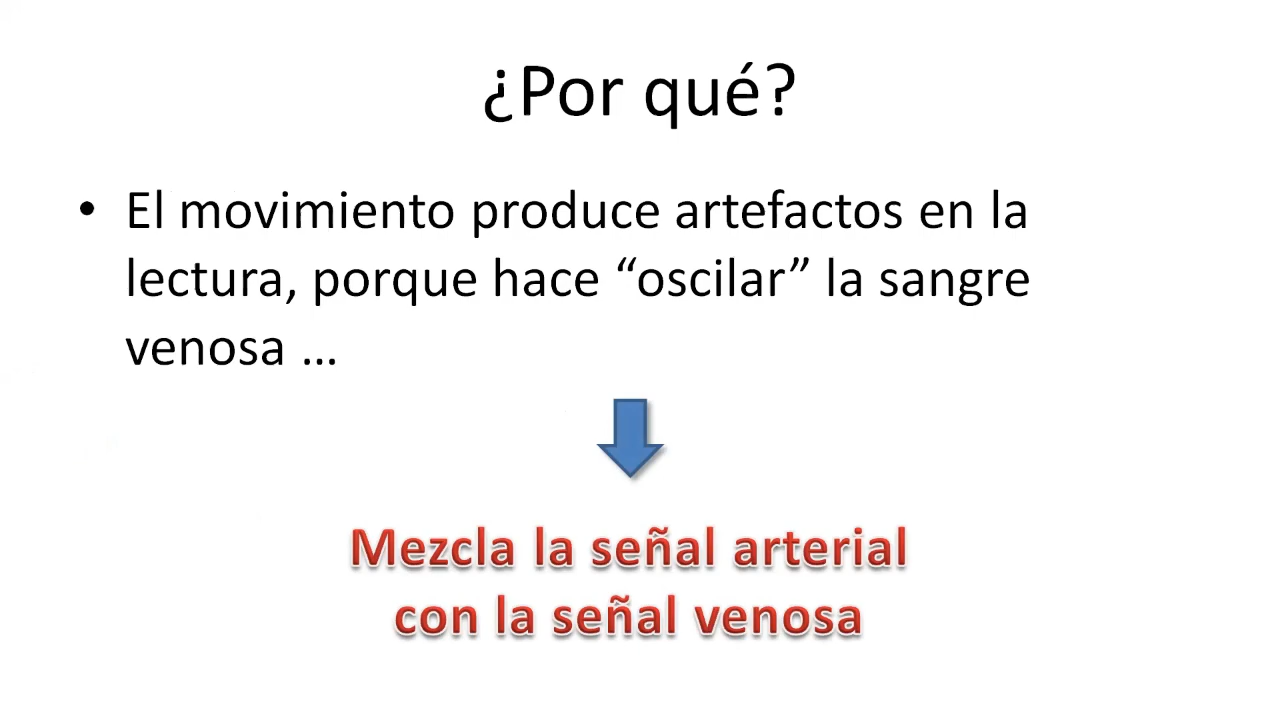 ¿Por qué?
• El movimiento produce artefactos en la
lectura, porque hace “oscilar” la sangre
venosa …
Mezcla la señal arterial
con la señal venosa